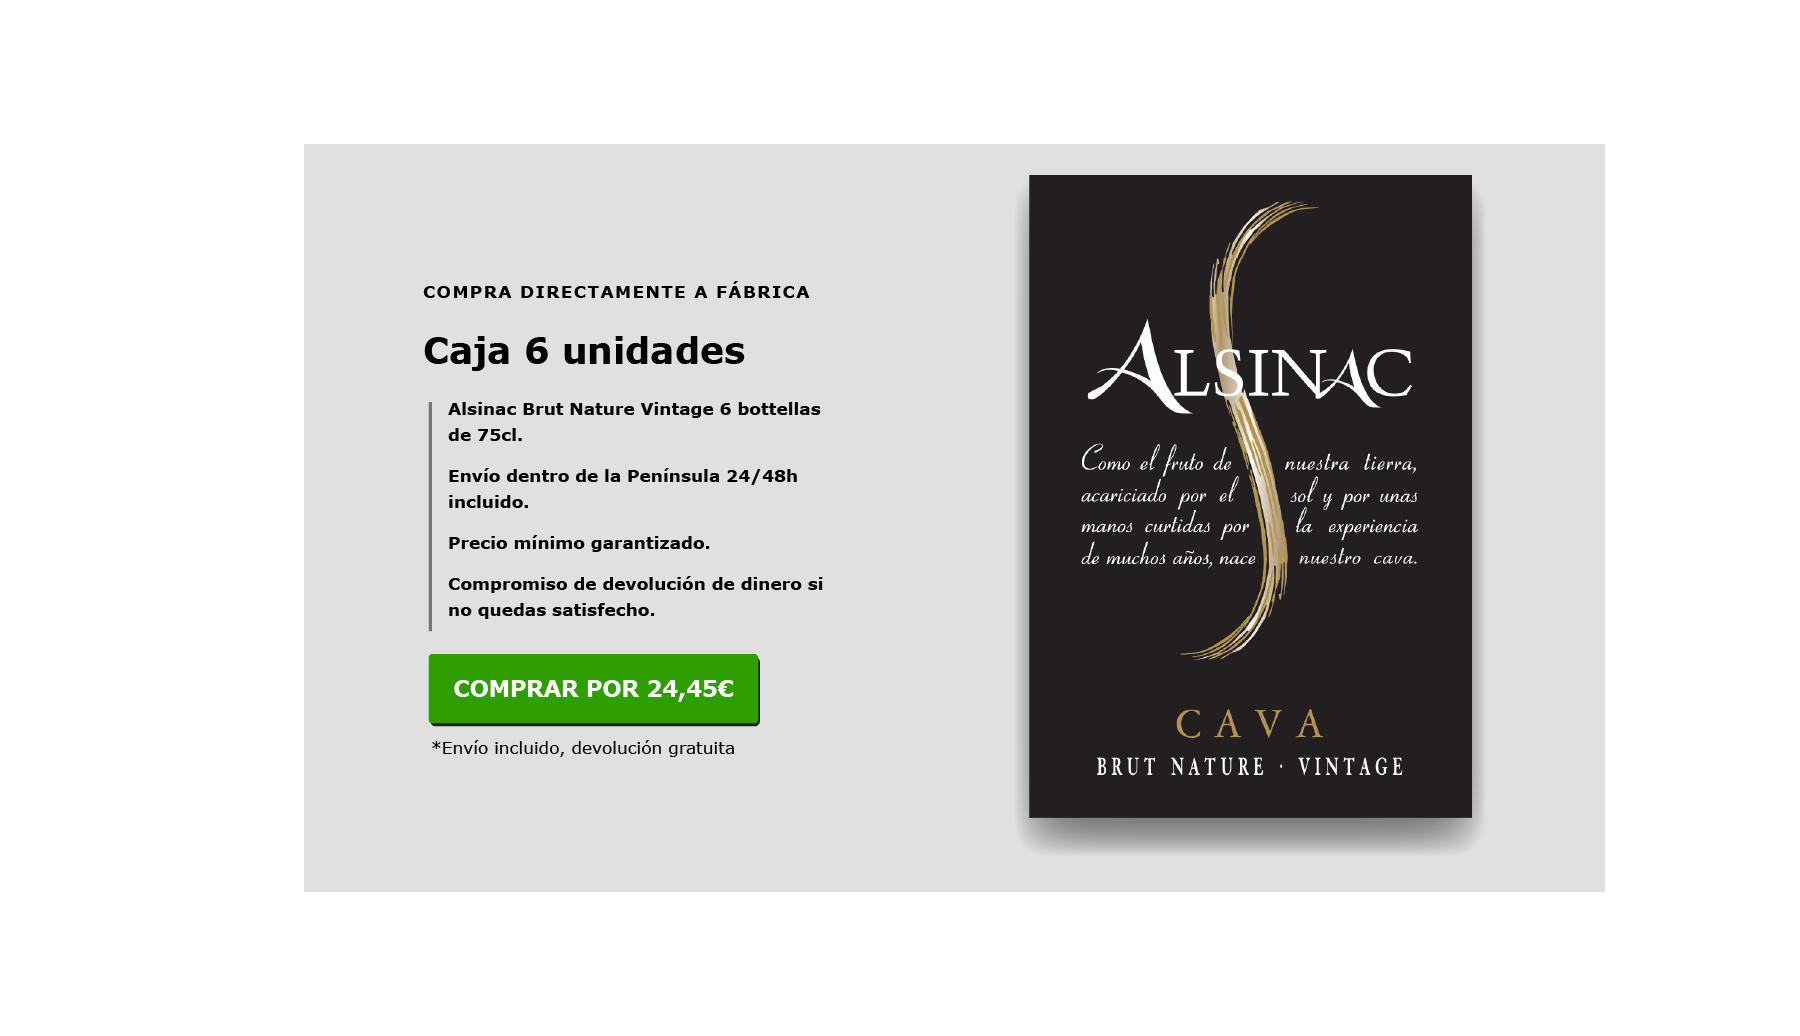 COMPRA DIRECTAMENTE A FÁBRICA
Caja 6 unidades
Alsinac Brut Nature Vintage 6 bottellas
de 75cl.
Envío dentro de la Península 24/48h
incluido.
Precio mínimo garantizado.
Compromiso de devolución de dinero si
no quedas satisfecho.
COMPRAR POR 24,45€
*Envío incluido, devolución gratuita
ALSINAC
Como el fruto de nuestra tierra,
acariciado por el sol y por unas
manos curtidas por la experiencia
de muchos años, nace nuestro cava.
CAVA
BRUT NATURE · VINTAGE